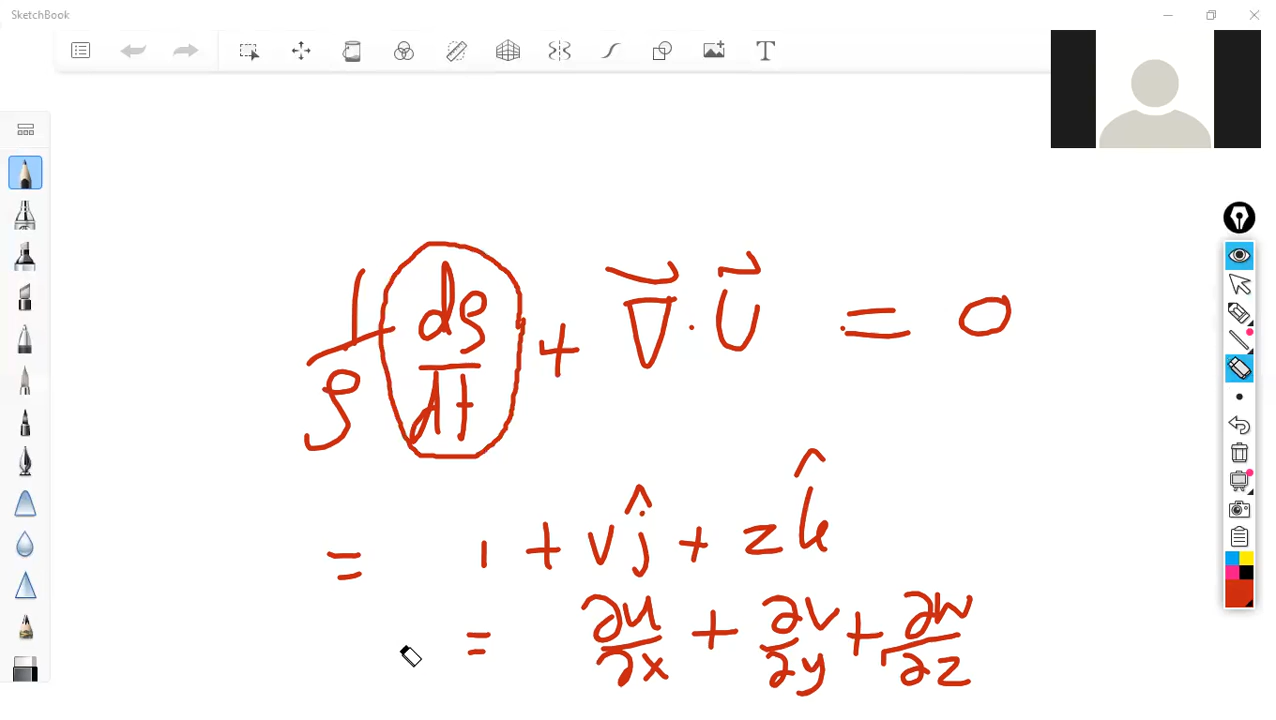 SketchBook
1/ρ dρ/dt + ∇⃗ · U⃗ = 0
= ı + vĵ + zk̂
= ∂u/∂x + ∂v/∂y + ∂w/∂z